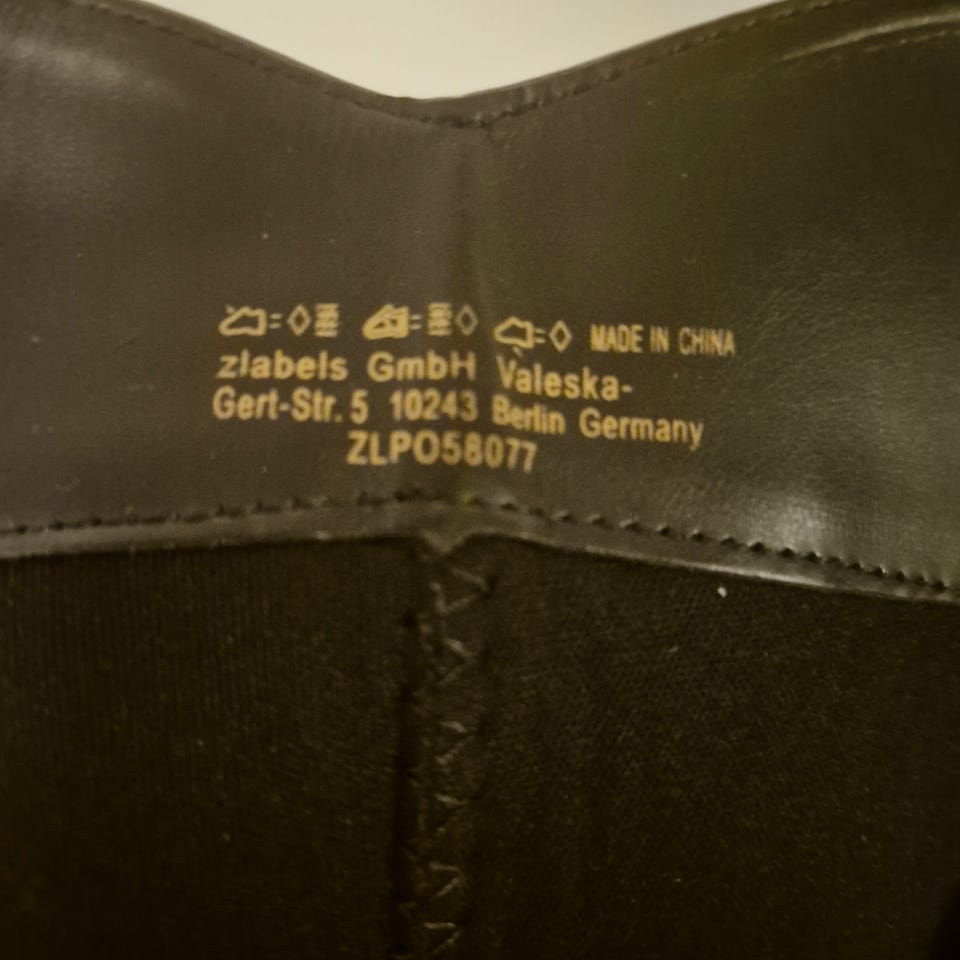 MADE IN CHINA
zlabels GmbH Valeska-
Gert-Str. 5 10243 Berlin Germany
ZLPO58077